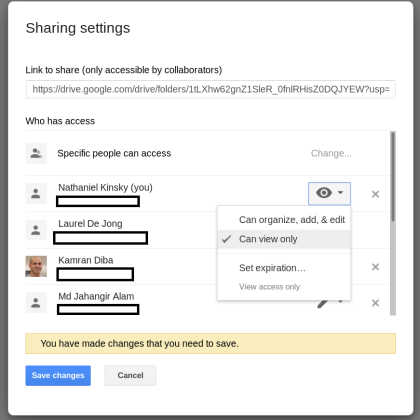 Sharing settings
Link to share (only accessible by collaborators)
https://drive.google.com/drive/folders/1tLXhw62gnZ1SleR_0fnlRHisZ0DQJYEW?usp=
Who has access
Specific people can access
Change...
Nathaniel Kinsky (you)
Can organize, add, & edit
Laurel De Jong
Can view only
Kamran Diba
Set expiration...
View access only
Md Jahangir Alam
You have made changes that you need to save.
Save changes
Cancel